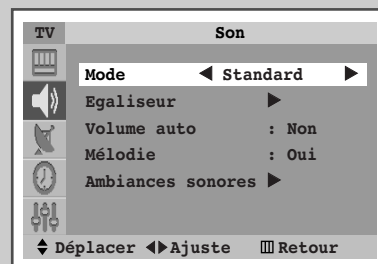 TV Son
Mode ◀ Standard ▶
Egaliseur ▶
Volume auto : Non
Mélodie : Oui
Ambiances sonores ▶
Déplacer Ajuste Retour